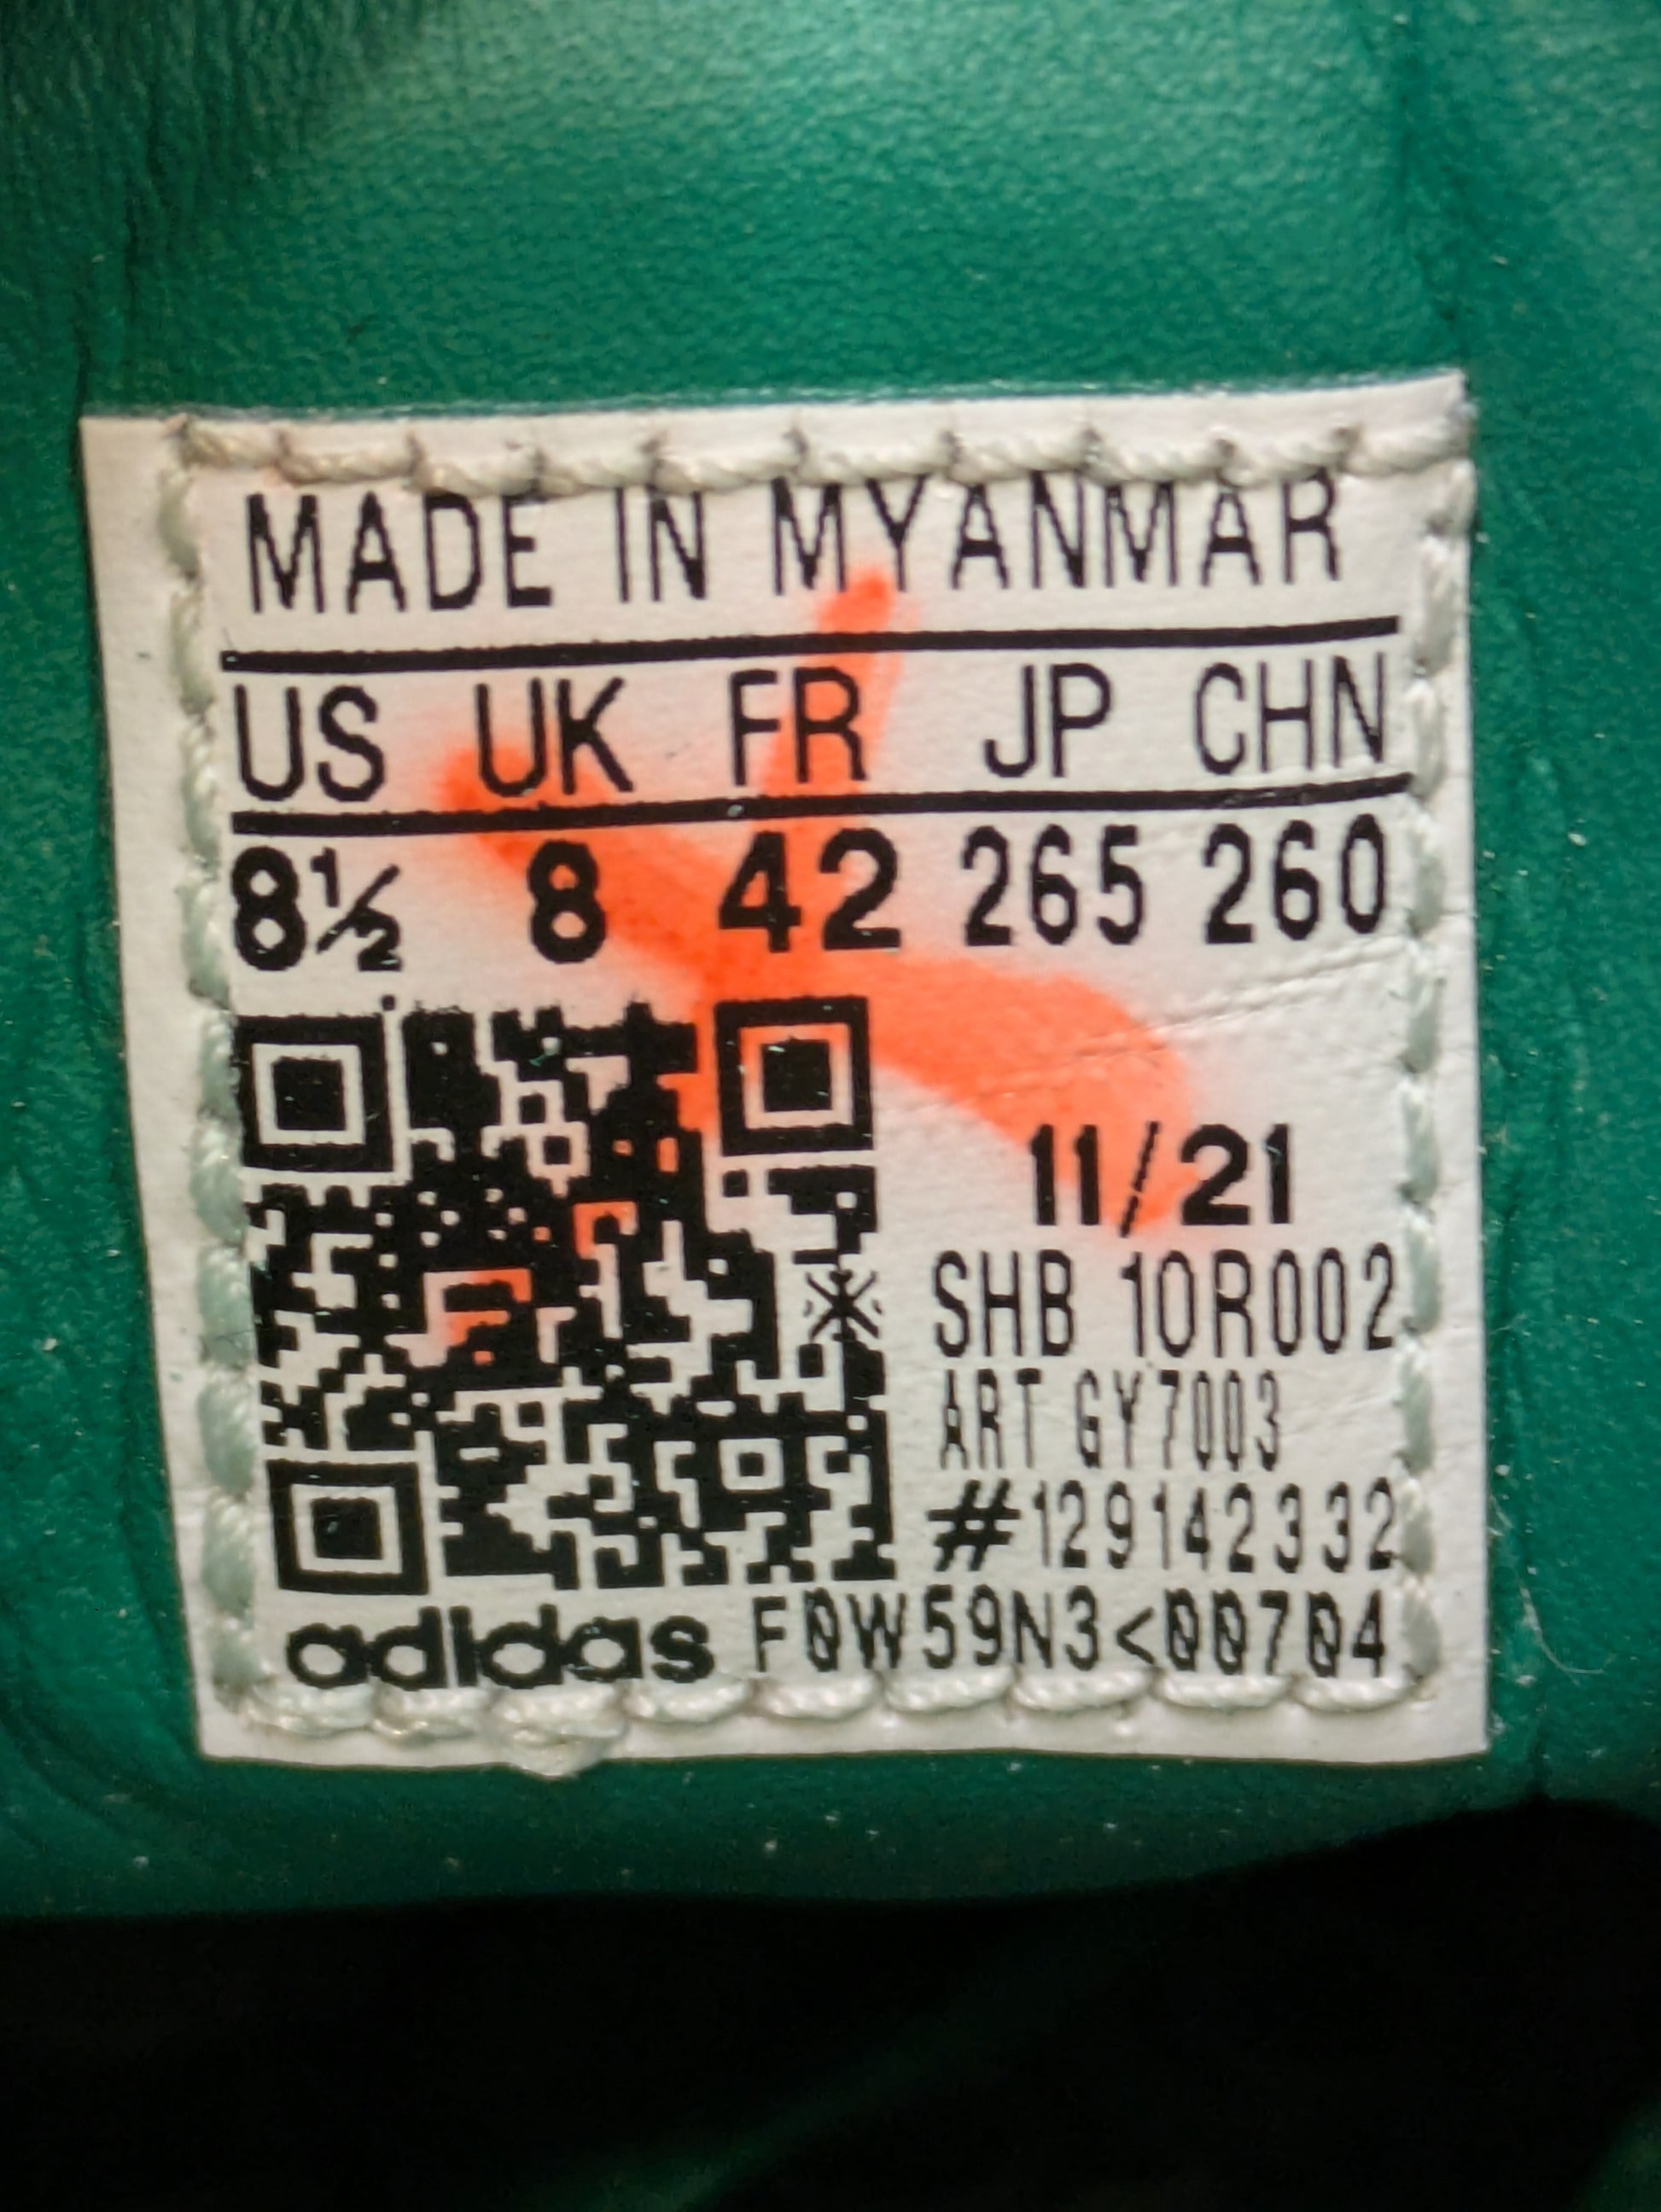 MADE IN MYANMAR
US UK FR JP CHN
8½ 8 42 265 260
11/21
SHB 10R002
ART GY7003
#129142332
adidas F0W59N3<00704